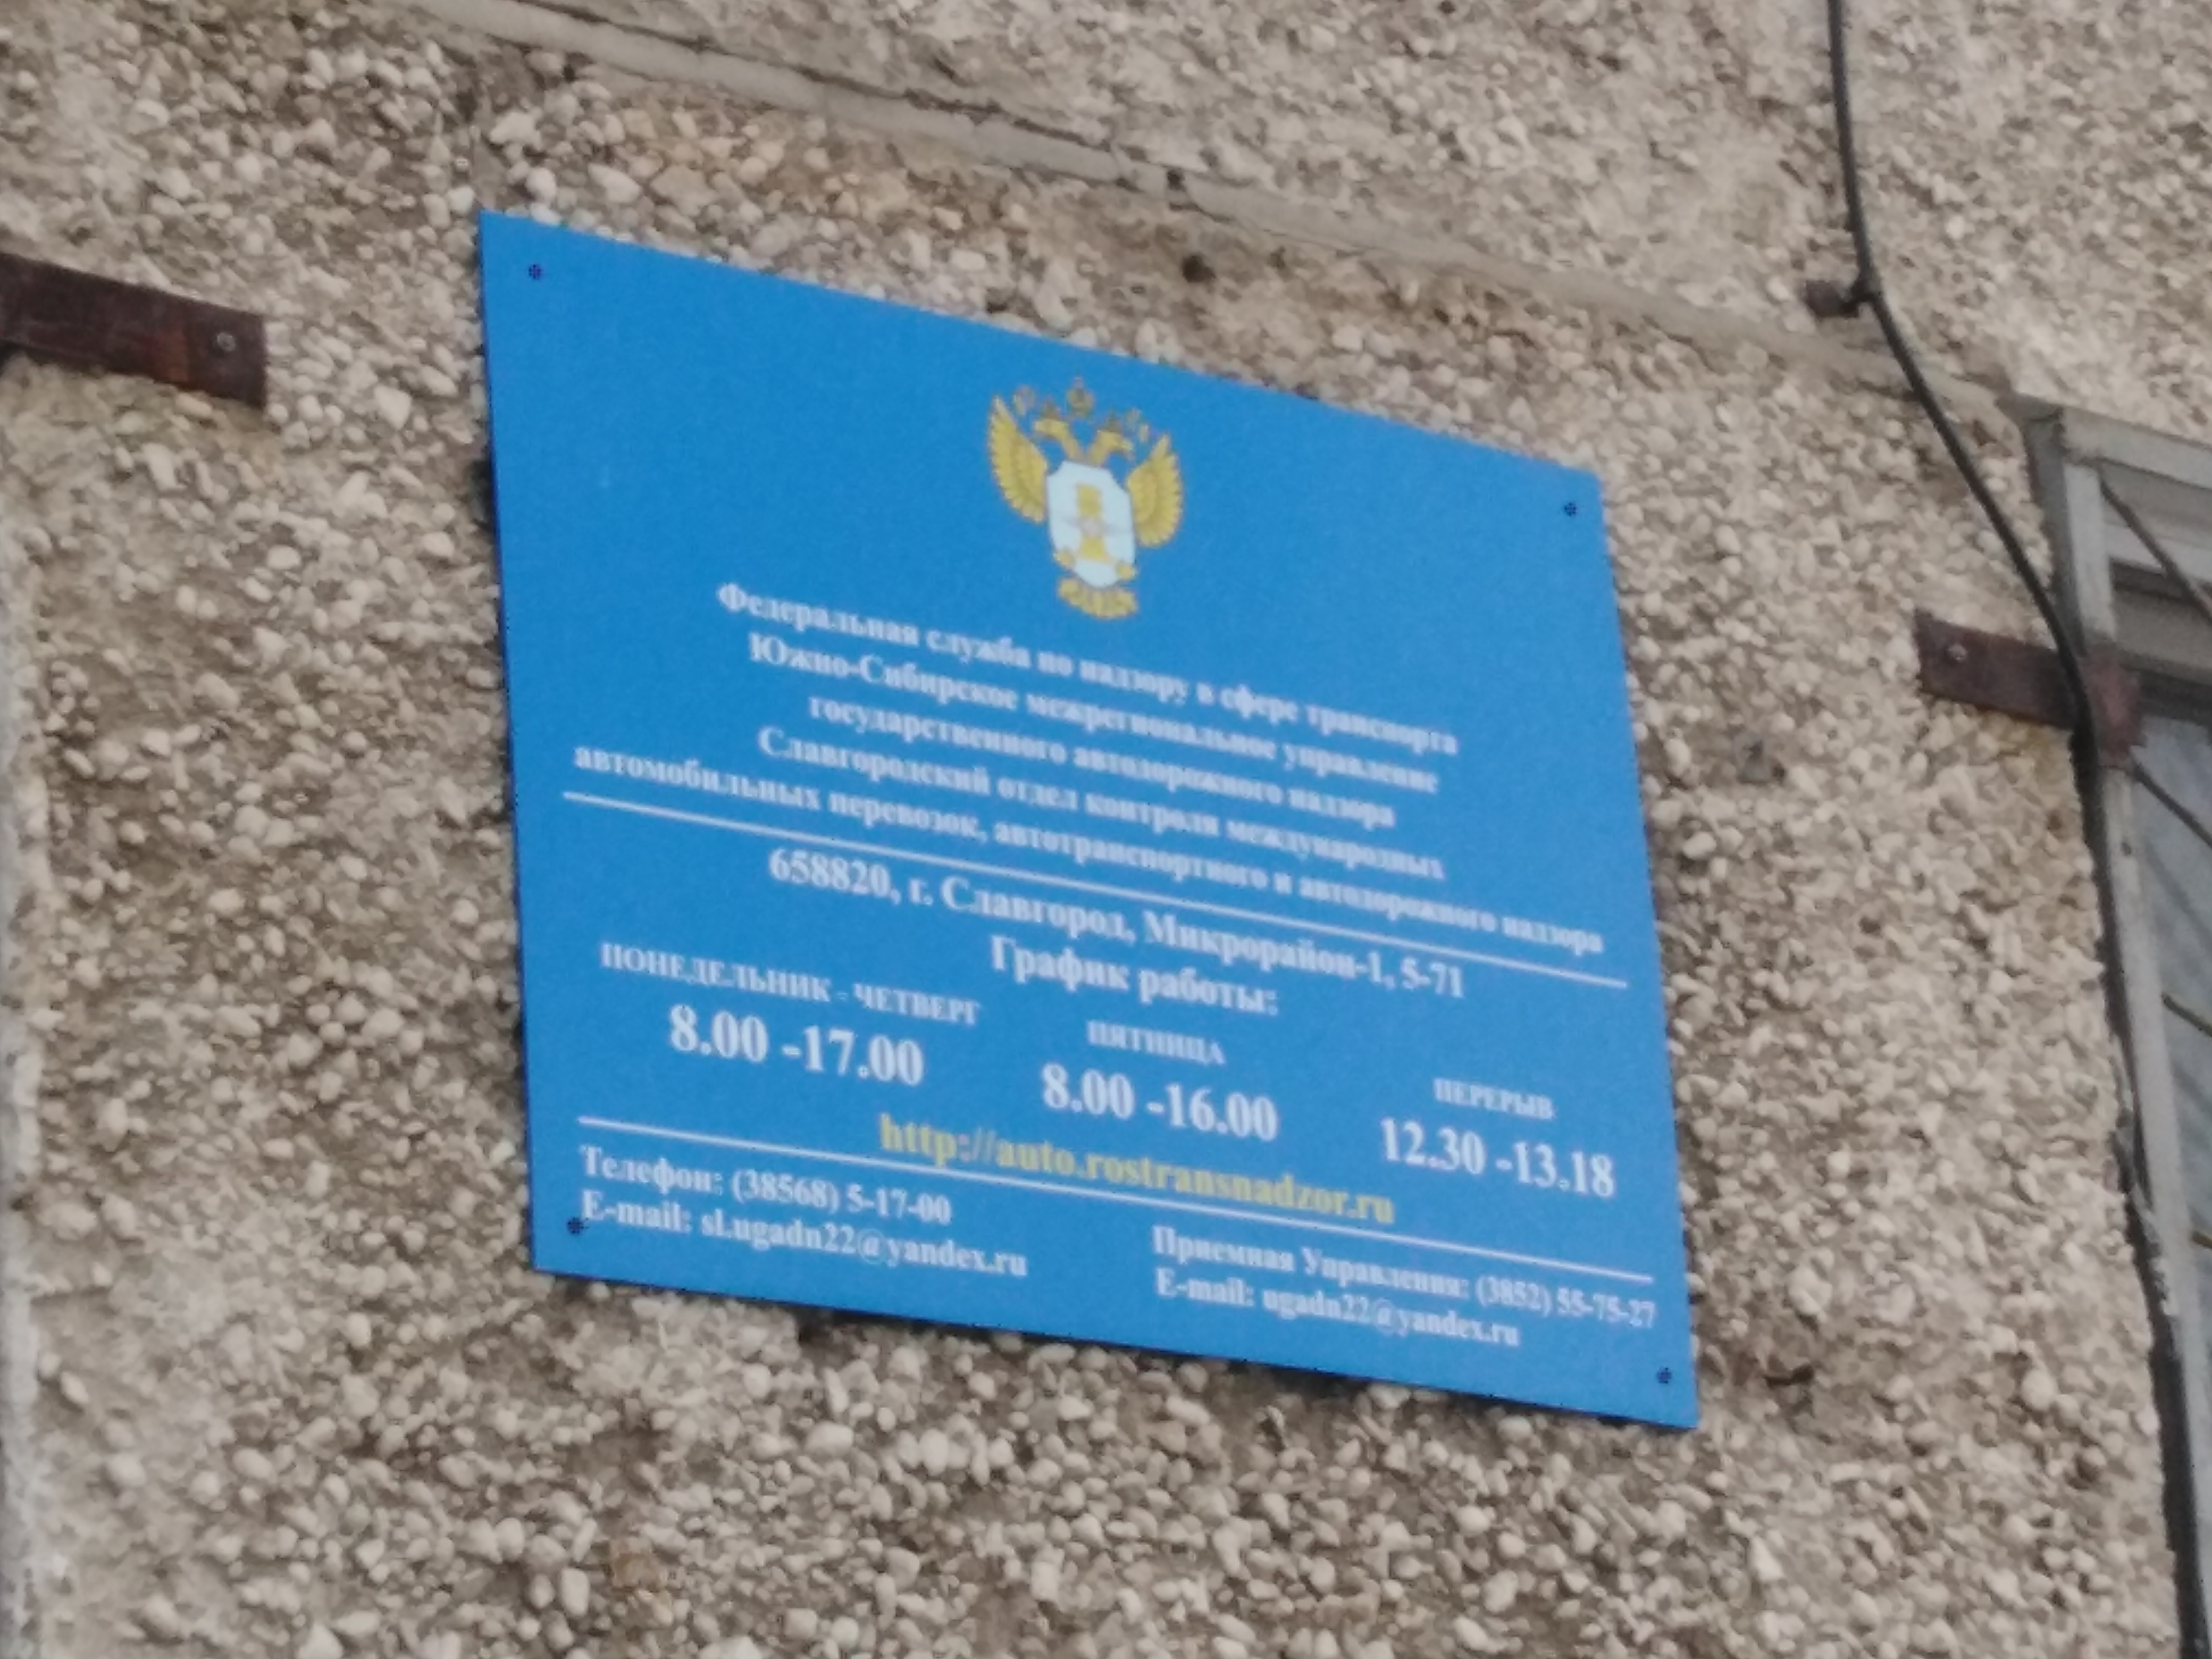 Федеральная служба по надзору в сфере транспорта
Южно-Сибирское межрегиональное управление
государственного автодорожного надзора
Славгородский отдел контроля международных
автомобильных перевозок, автотранспортного и автодорожного надзора
658820, г. Славгород, Микрорайон-1, 5-71
График работы:
ПОНЕДЕЛЬНИК - ЧЕТВЕРГ
8.00 -17.00
ПЯТНИЦА
8.00 -16.00
ПЕРЕРЫВ
12.30 -13.18
http://auto.rostransnadzor.ru
Телефон: (38568) 5-17-00
E-mail: sl.ugadn22@yandex.ru
Приемная Управления: (3852) 55-75-27
E-mail: ugadn22@yandex.ru